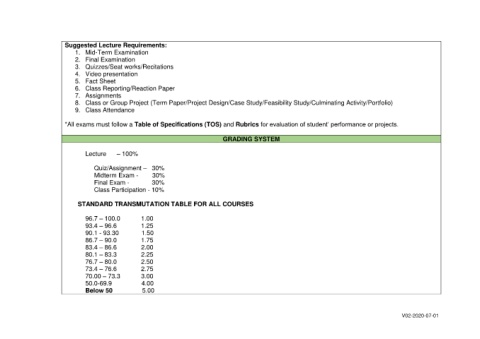 Suggested Lecture Requirements:
1. Mid-Term Examination
2. Final Examination
3. Quizzes/Seat works/Recitations
4. Video presentation
5. Fact Sheet
6. Class Reporting/Reaction Paper
7. Assignments
8. Class or Group Project (Term Paper/Project Design/Case Study/Feasibility Study/Culminating Activity/Portfolio)
9. Class Attendance
*All exams must follow a Table of Specifications (TOS) and Rubrics for evaluation of student' performance or projects.
GRADING SYSTEM
Lecture – 100%
Quiz/Assignment – 30%
Midterm Exam - 30%
Final Exam - 30%
Class Participation - 10%
STANDARD TRANSMUTATION TABLE FOR ALL COURSES
96.7 – 100.0 1.00
93.4 – 96.6 1.25
90.1 - 93.30 1.50
86.7 – 90.0 1.75
83.4 – 86.6 2.00
80.1 – 83.3 2.25
76.7 – 80.0 2.50
73.4 – 76.6 2.75
70.00 – 73.3 3.00
50.0-69.9 4.00
Below 50 5.00
V02-2020-07-01